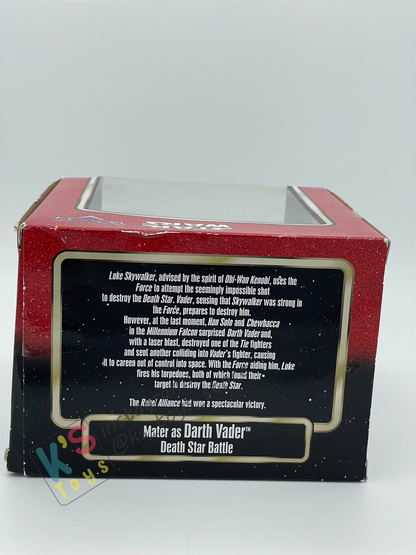 STAR
WARS
Luke Skywalker, advised by the spirit of Obi-Wan Kenobi, uses the
Force to attempt the seemingly impossible shot
to destroy the Death Star. Vader, sensing that Skywalker was strong in
the Force, prepares to destroy him.
However, at the last moment, Han Solo and Chewbacca
in the Millennium Falcon surprised Darth Vader and,
with a laser blast, destroyed one of the Tie fighters
and sent another colliding into Vader's fighter, causing
it to careen out of control into space. With the Force aiding him, Luke
fires his torpedoes, both of which found their
target to destroy the Death Star.
The Rebel Alliance had won a spectacular victory.
Mater as Darth Vader™
Death Star Battle
K'S
Toys